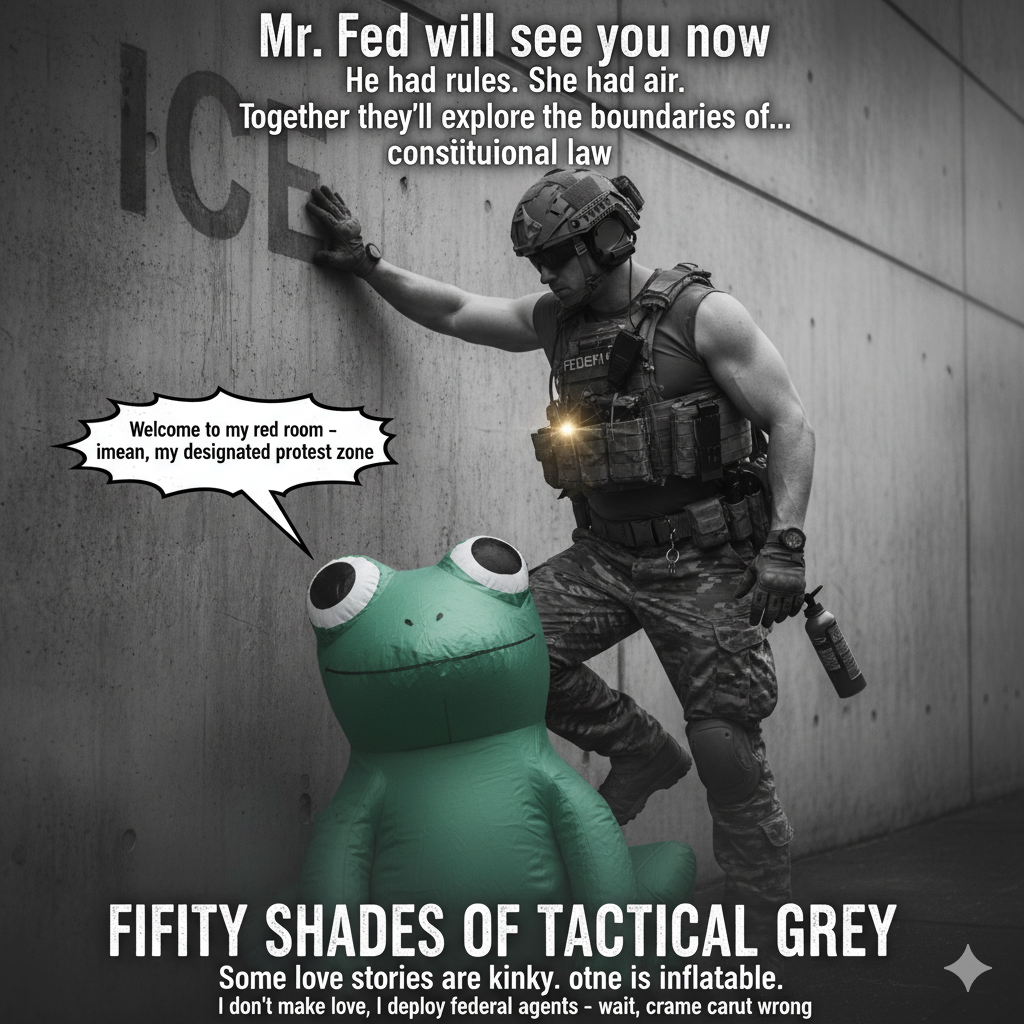 Mr. Fed will see you now
He had rules. She had air.
Together they'll explore the boundaries of...
constituional law
ICE
FEDERA
Welcome to my red room –
imean, my designated protest zone
FIFITY SHADES OF TACTICAL GREY
Some love stories are kinky. otne is inflatable.
I don't make love, I deploy federal agents – wait, crame carut wrong